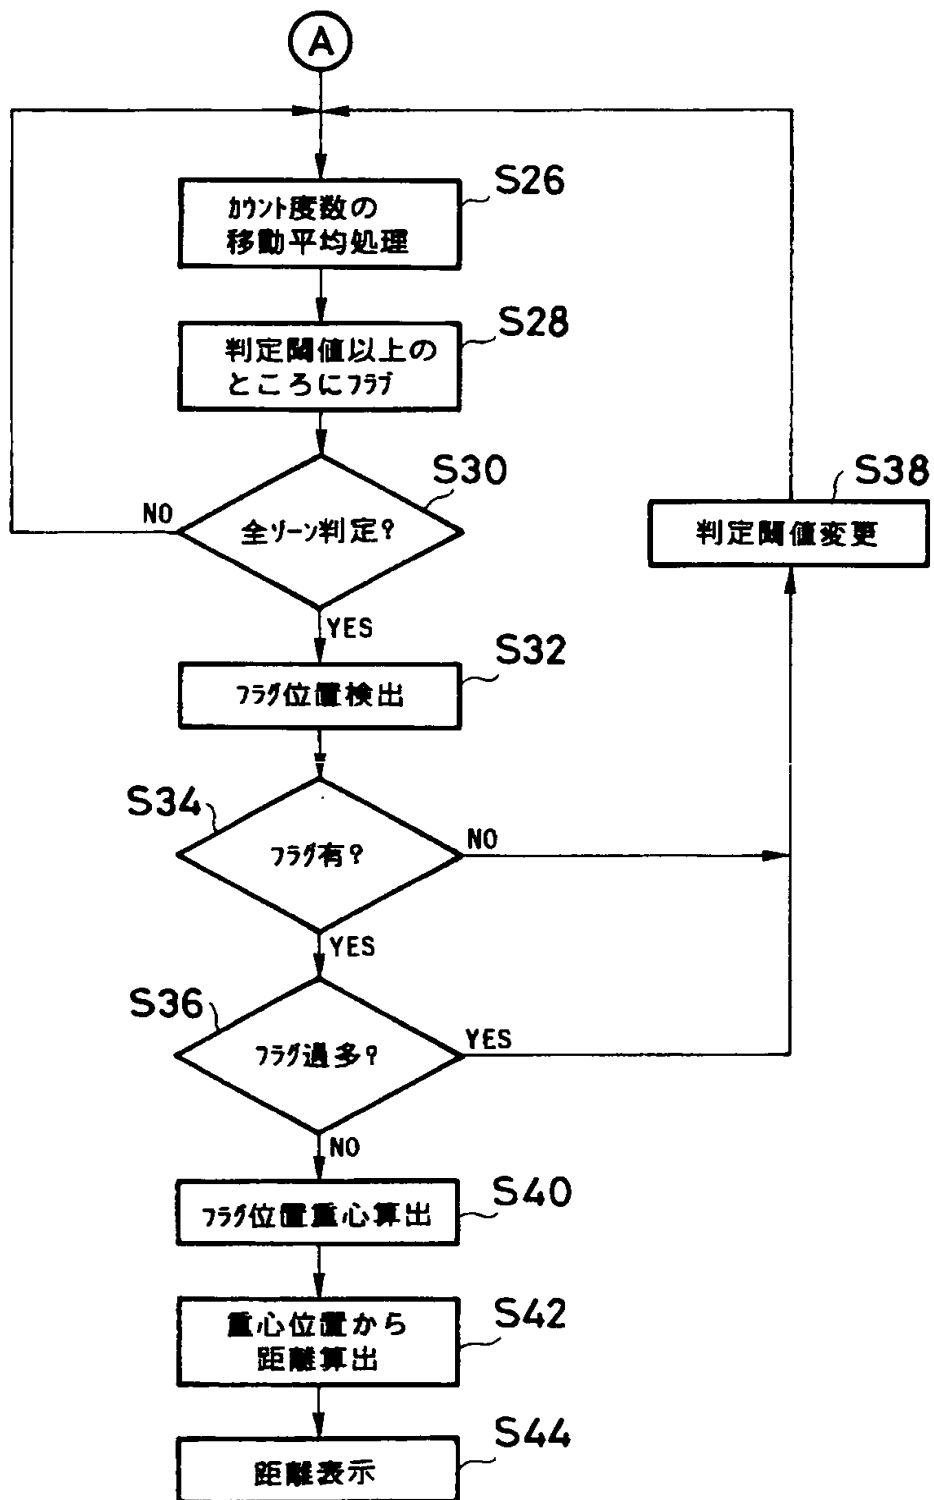 A
S26
ｶｳﾝﾄ度数の
移動平均処理
S28
判定閾値以上の
ところにﾌﾗｸﾞ
S30
全ｿﾞｰﾝ判定?
NO
YES
S38
判定閾値変更
S32
ﾌﾗｸﾞ位置検出
S34
ﾌﾗｸﾞ有?
NO
YES
S36
ﾌﾗｸﾞ過多?
YES
NO
S40
ﾌﾗｸﾞ位置重心算出
S42
重心位置から
距離算出
S44
距離表示